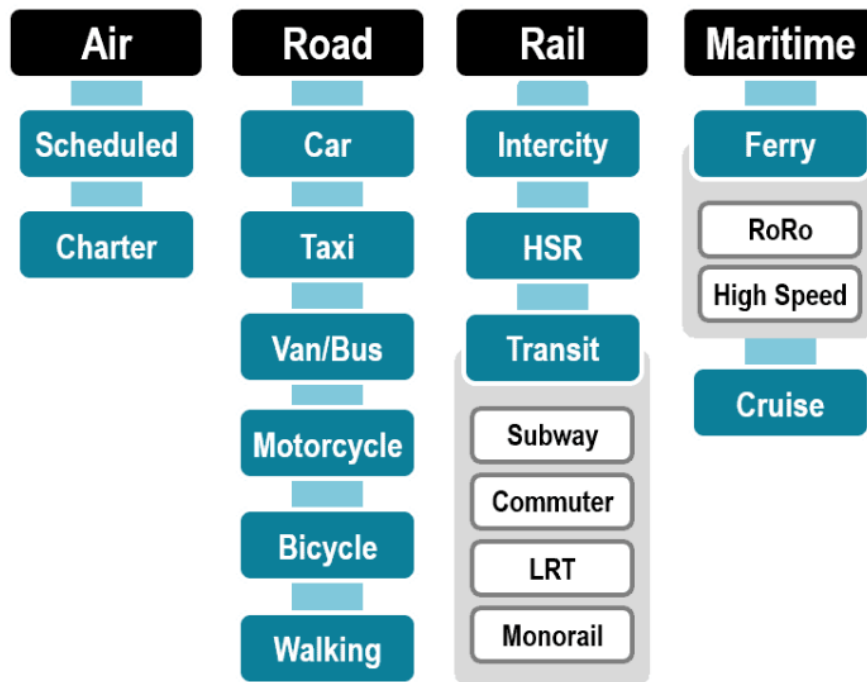 Air
Scheduled
Charter
Road
Car
Taxi
Van/Bus
Motorcycle
Bicycle
Walking
Rail
Intercity
HSR
Transit
Subway
Commuter
LRT
Monorail
Maritime
Ferry
RoRo
High Speed
Cruise